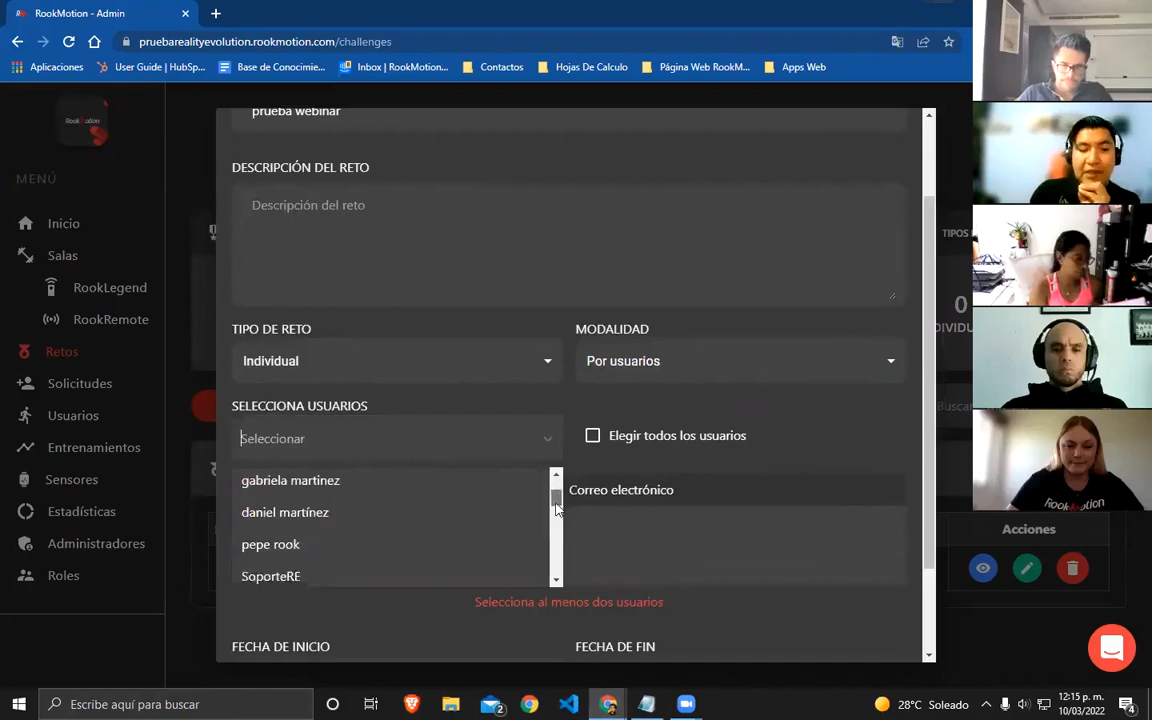 RookMotion - Admin
pruebarealityevolution.rookmotion.com/challenges
Aplicaciones
User Guide | HubSp...
Base de Conocimie...
Inbox | RookMotion...
Contactos
Hojas De Calculo
Página Web RookM...
Apps Web
RookMotion
MENÚ
Inicio
Salas
RookLegend
RookRemote
Retos
Solicitudes
Usuarios
Entrenamientos
Sensores
Estadísticas
Administradores
Roles
prueba webinar
DESCRIPCIÓN DEL RETO
Descripción del reto
TIPO DE RETO
MODALIDAD
Individual
Por usuarios
SELECCIONA USUARIOS
Seleccionar
Elegir todos los usuarios
gabriela martinez
daniel martínez
pepe rook
SoporteRE
Correo electrónico
Selecciona al menos dos usuarios
FECHA DE INICIO
FECHA DE FIN
TIPOS
0
Buscar
Acciones
Escribe aquí para buscar
2
28°C Soleado
12:15 p. m.
10/03/2022
4